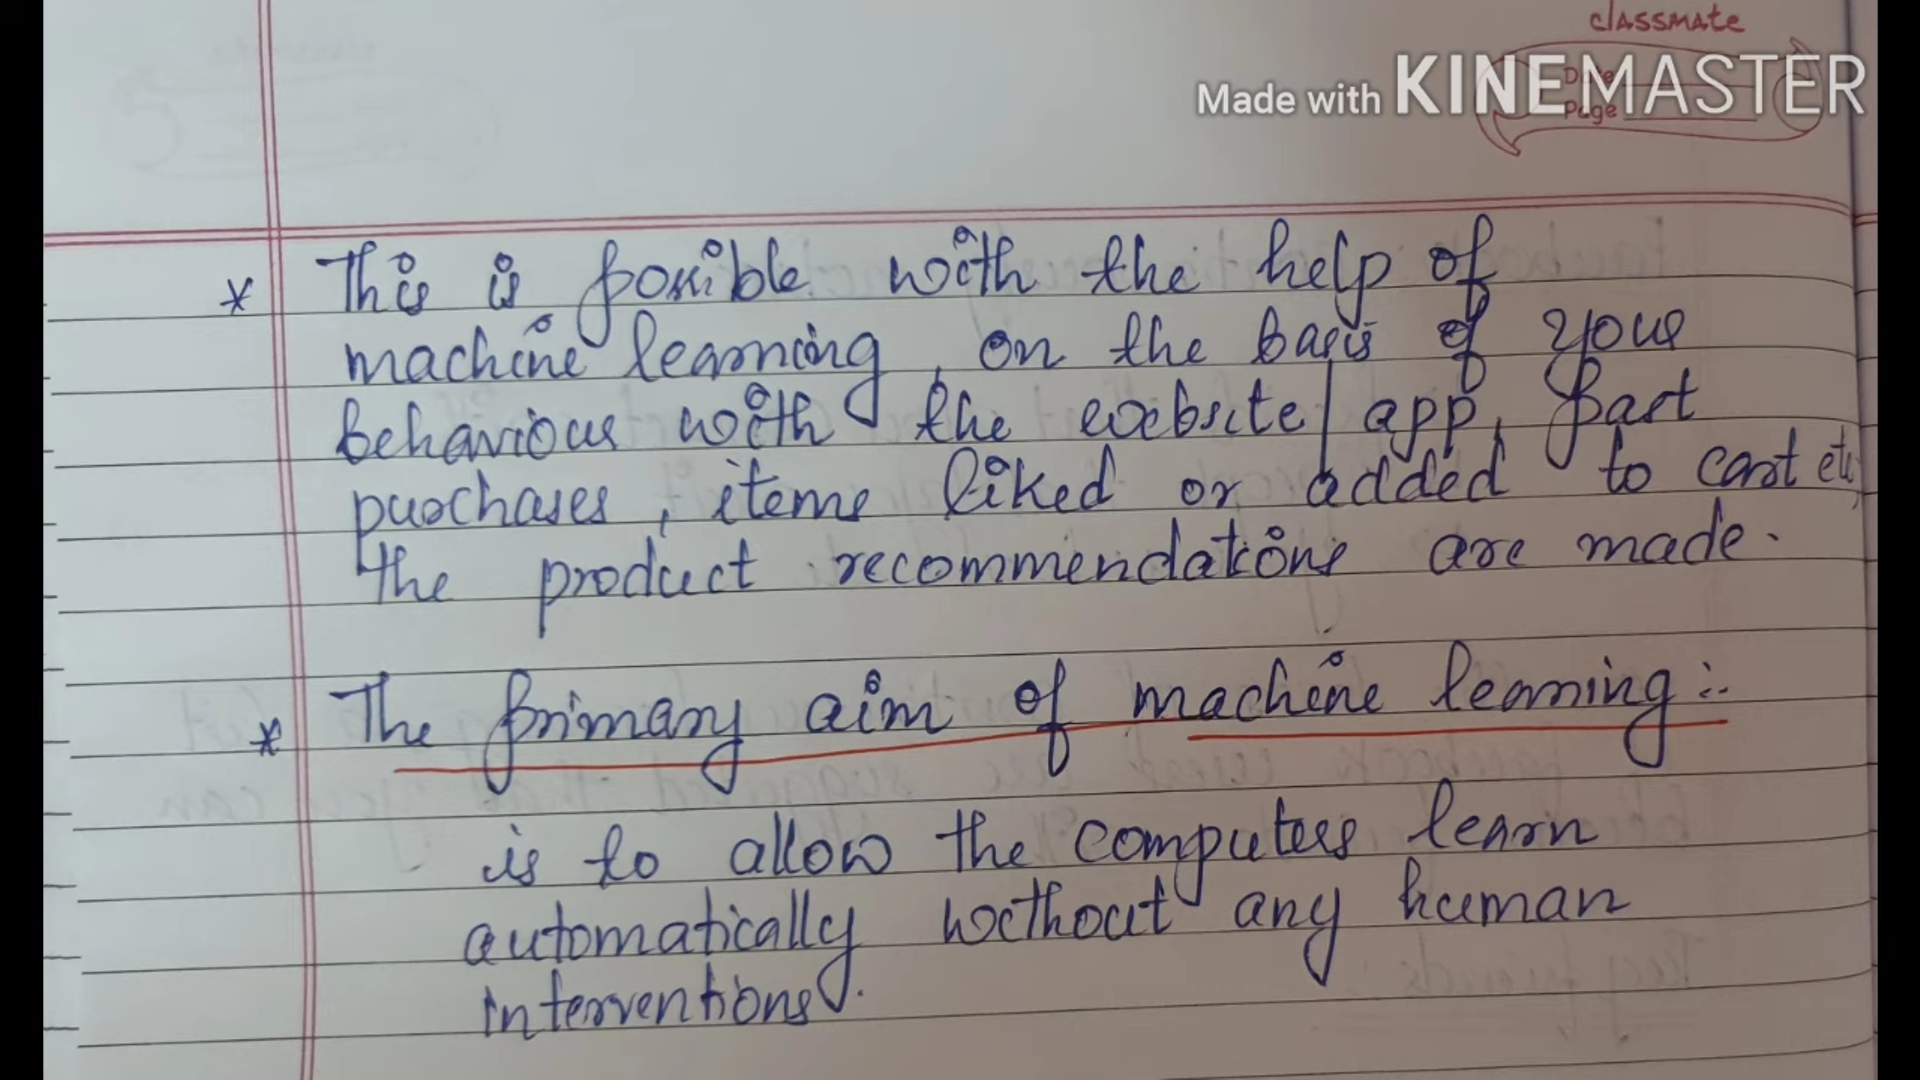 classmate
Date
Page
Made with KINEMASTER
* This is possible with the help of
machine learning, on the basis of your
behaviour with the website/app, past
purchases, items liked or added to cart etc,
the product recommendations are made.
* The primary aim of machine learning :-
is to allow the computers learn
automatically without any human
interventions.